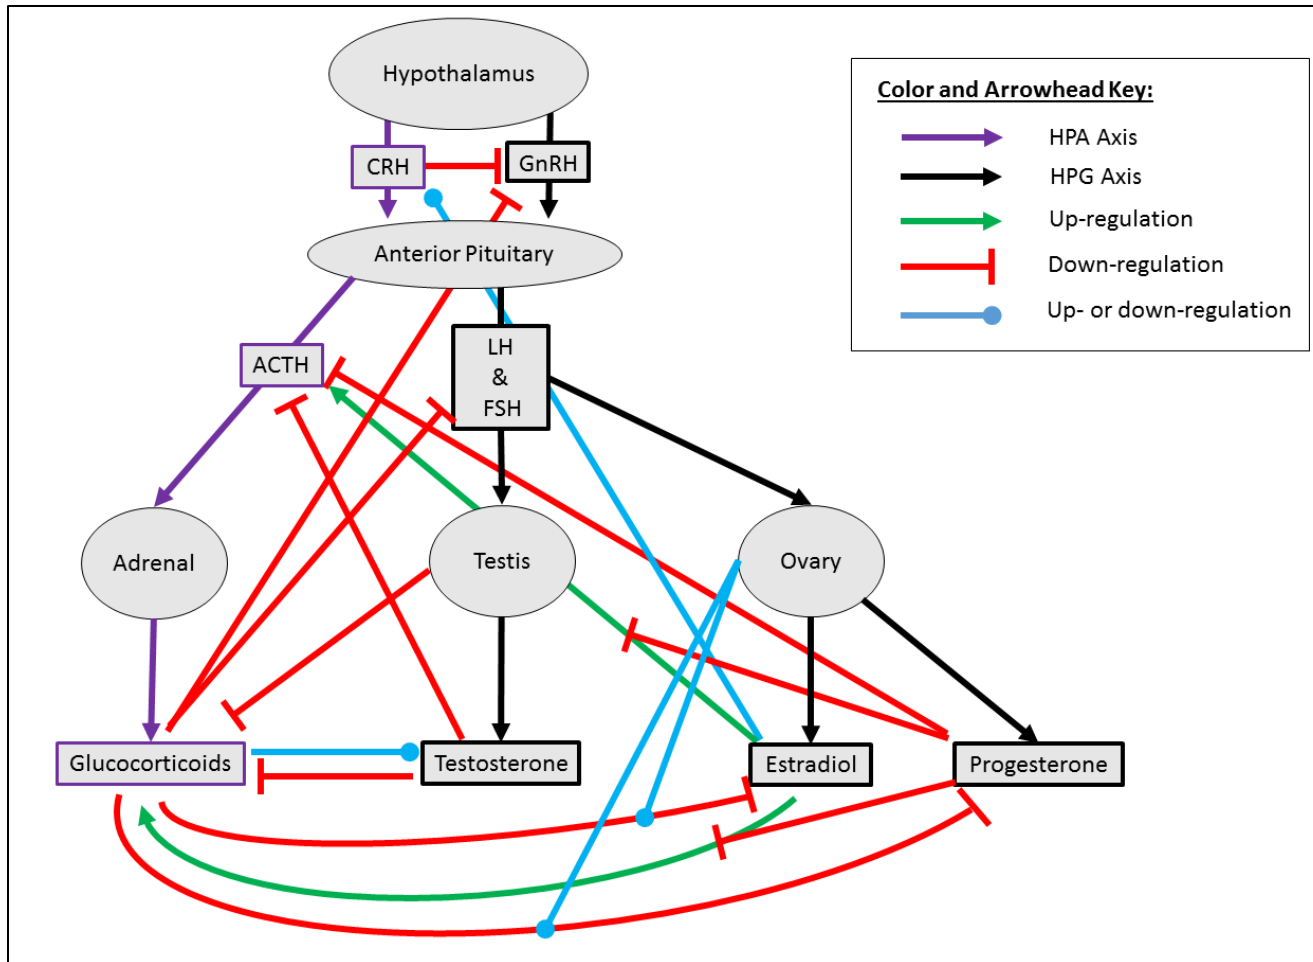 Hypothalamus
CRH
GnRH
Anterior Pituitary
ACTH
LH
&
FSH
Adrenal
Testis
Ovary
Glucocorticoids
Testosterone
Estradiol
Progesterone
Color and Arrowhead Key:
HPA Axis
HPG Axis
Up-regulation
Down-regulation
Up- or down-regulation